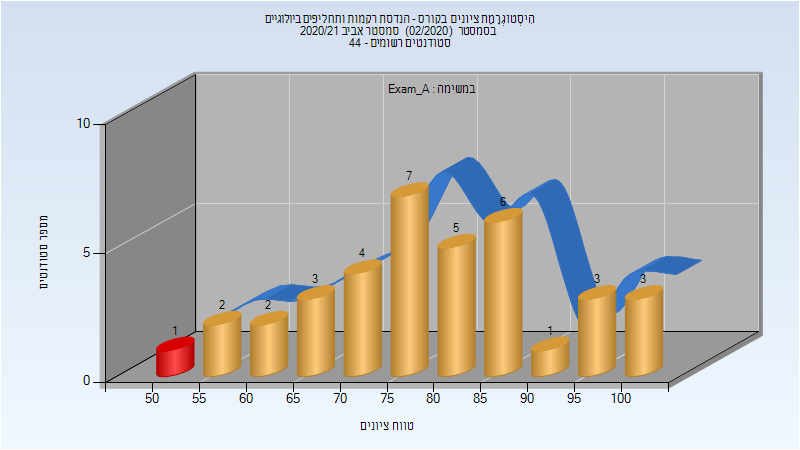 היסטוגרמת ציונים בקורס - הנדסת רקמות ותחליפים ביולוגיים
בסמסטר (02/2020) סמסטר אביב 2020/21
סטודנטים רשומים - 44
במשימה : Exam_A
10
5
0
מספר סטודנטים
1
2
2
3
4
7
5
6
1
3
3
50 55 60 65 70 75 80 85 90 95 100
טווח ציונים